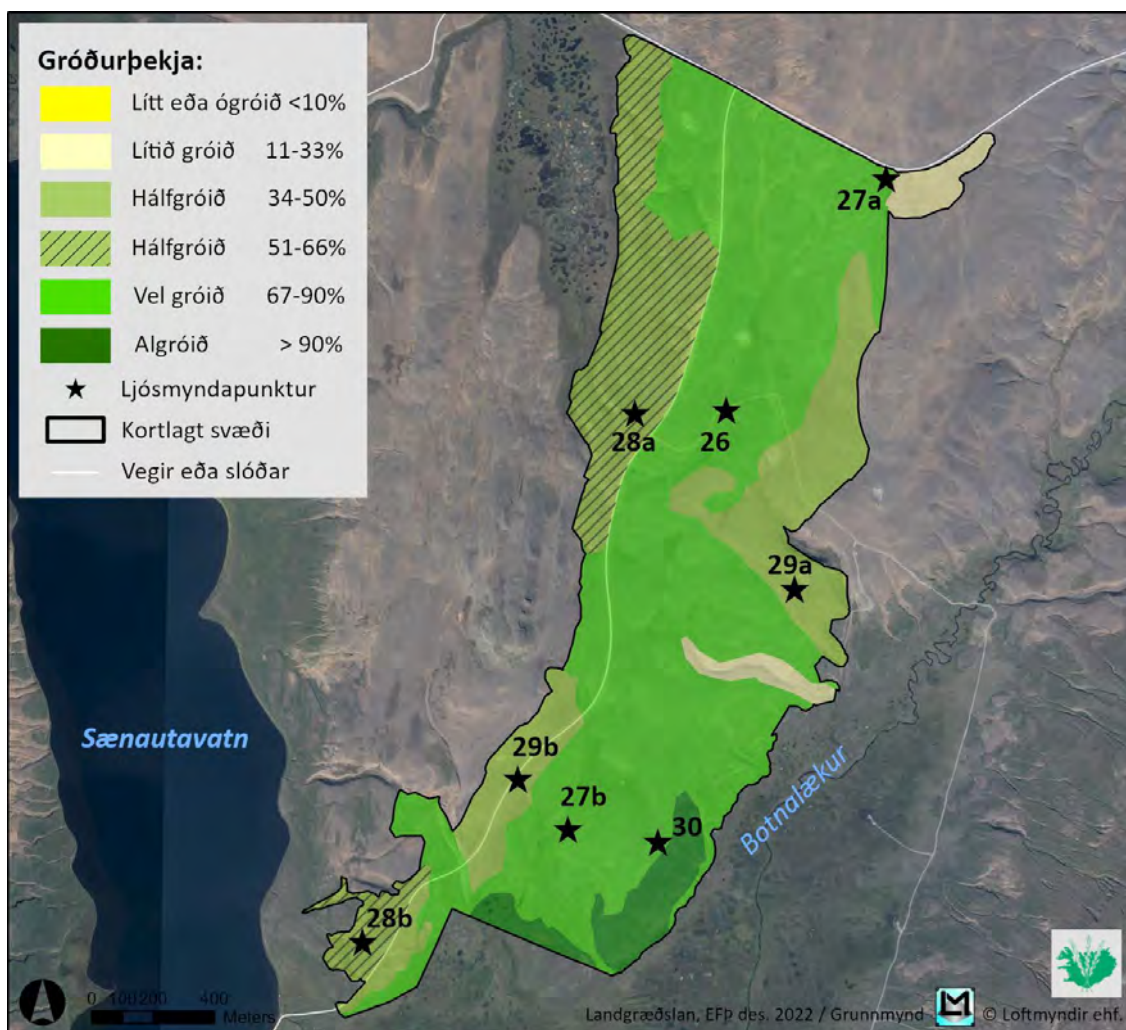 Gróðurþekja:
Lítt eða ógróið <10%
Lítið gróið 11-33%
Hálfgróið 34-50%
Hálfgróið 51-66%
Vel gróið 67-90%
Algróið > 90%
Ljósmyndapunktur
Kortlagt svæði
Vegir eða slóðar
27a
28a
26
29a
Sænautavatn
29b
27b
30
Botnalækur
28b
0 100 200 400
Meters
Landgræðslan, EFÞ des. 2022 / Grunnmynd LM © Loftmyndir ehf.